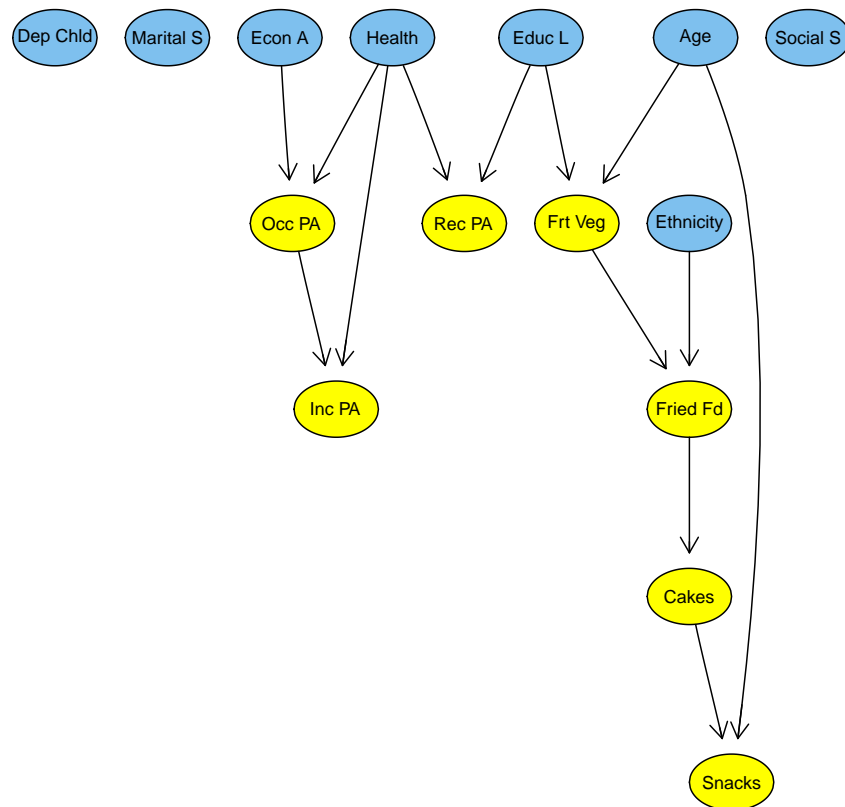 Dep Chld
Marital S
Econ A
Health
Educ L
Age
Social S
Occ PA
Rec PA
Frt Veg
Ethnicity
Inc PA
Fried Fd
Cakes
Snacks